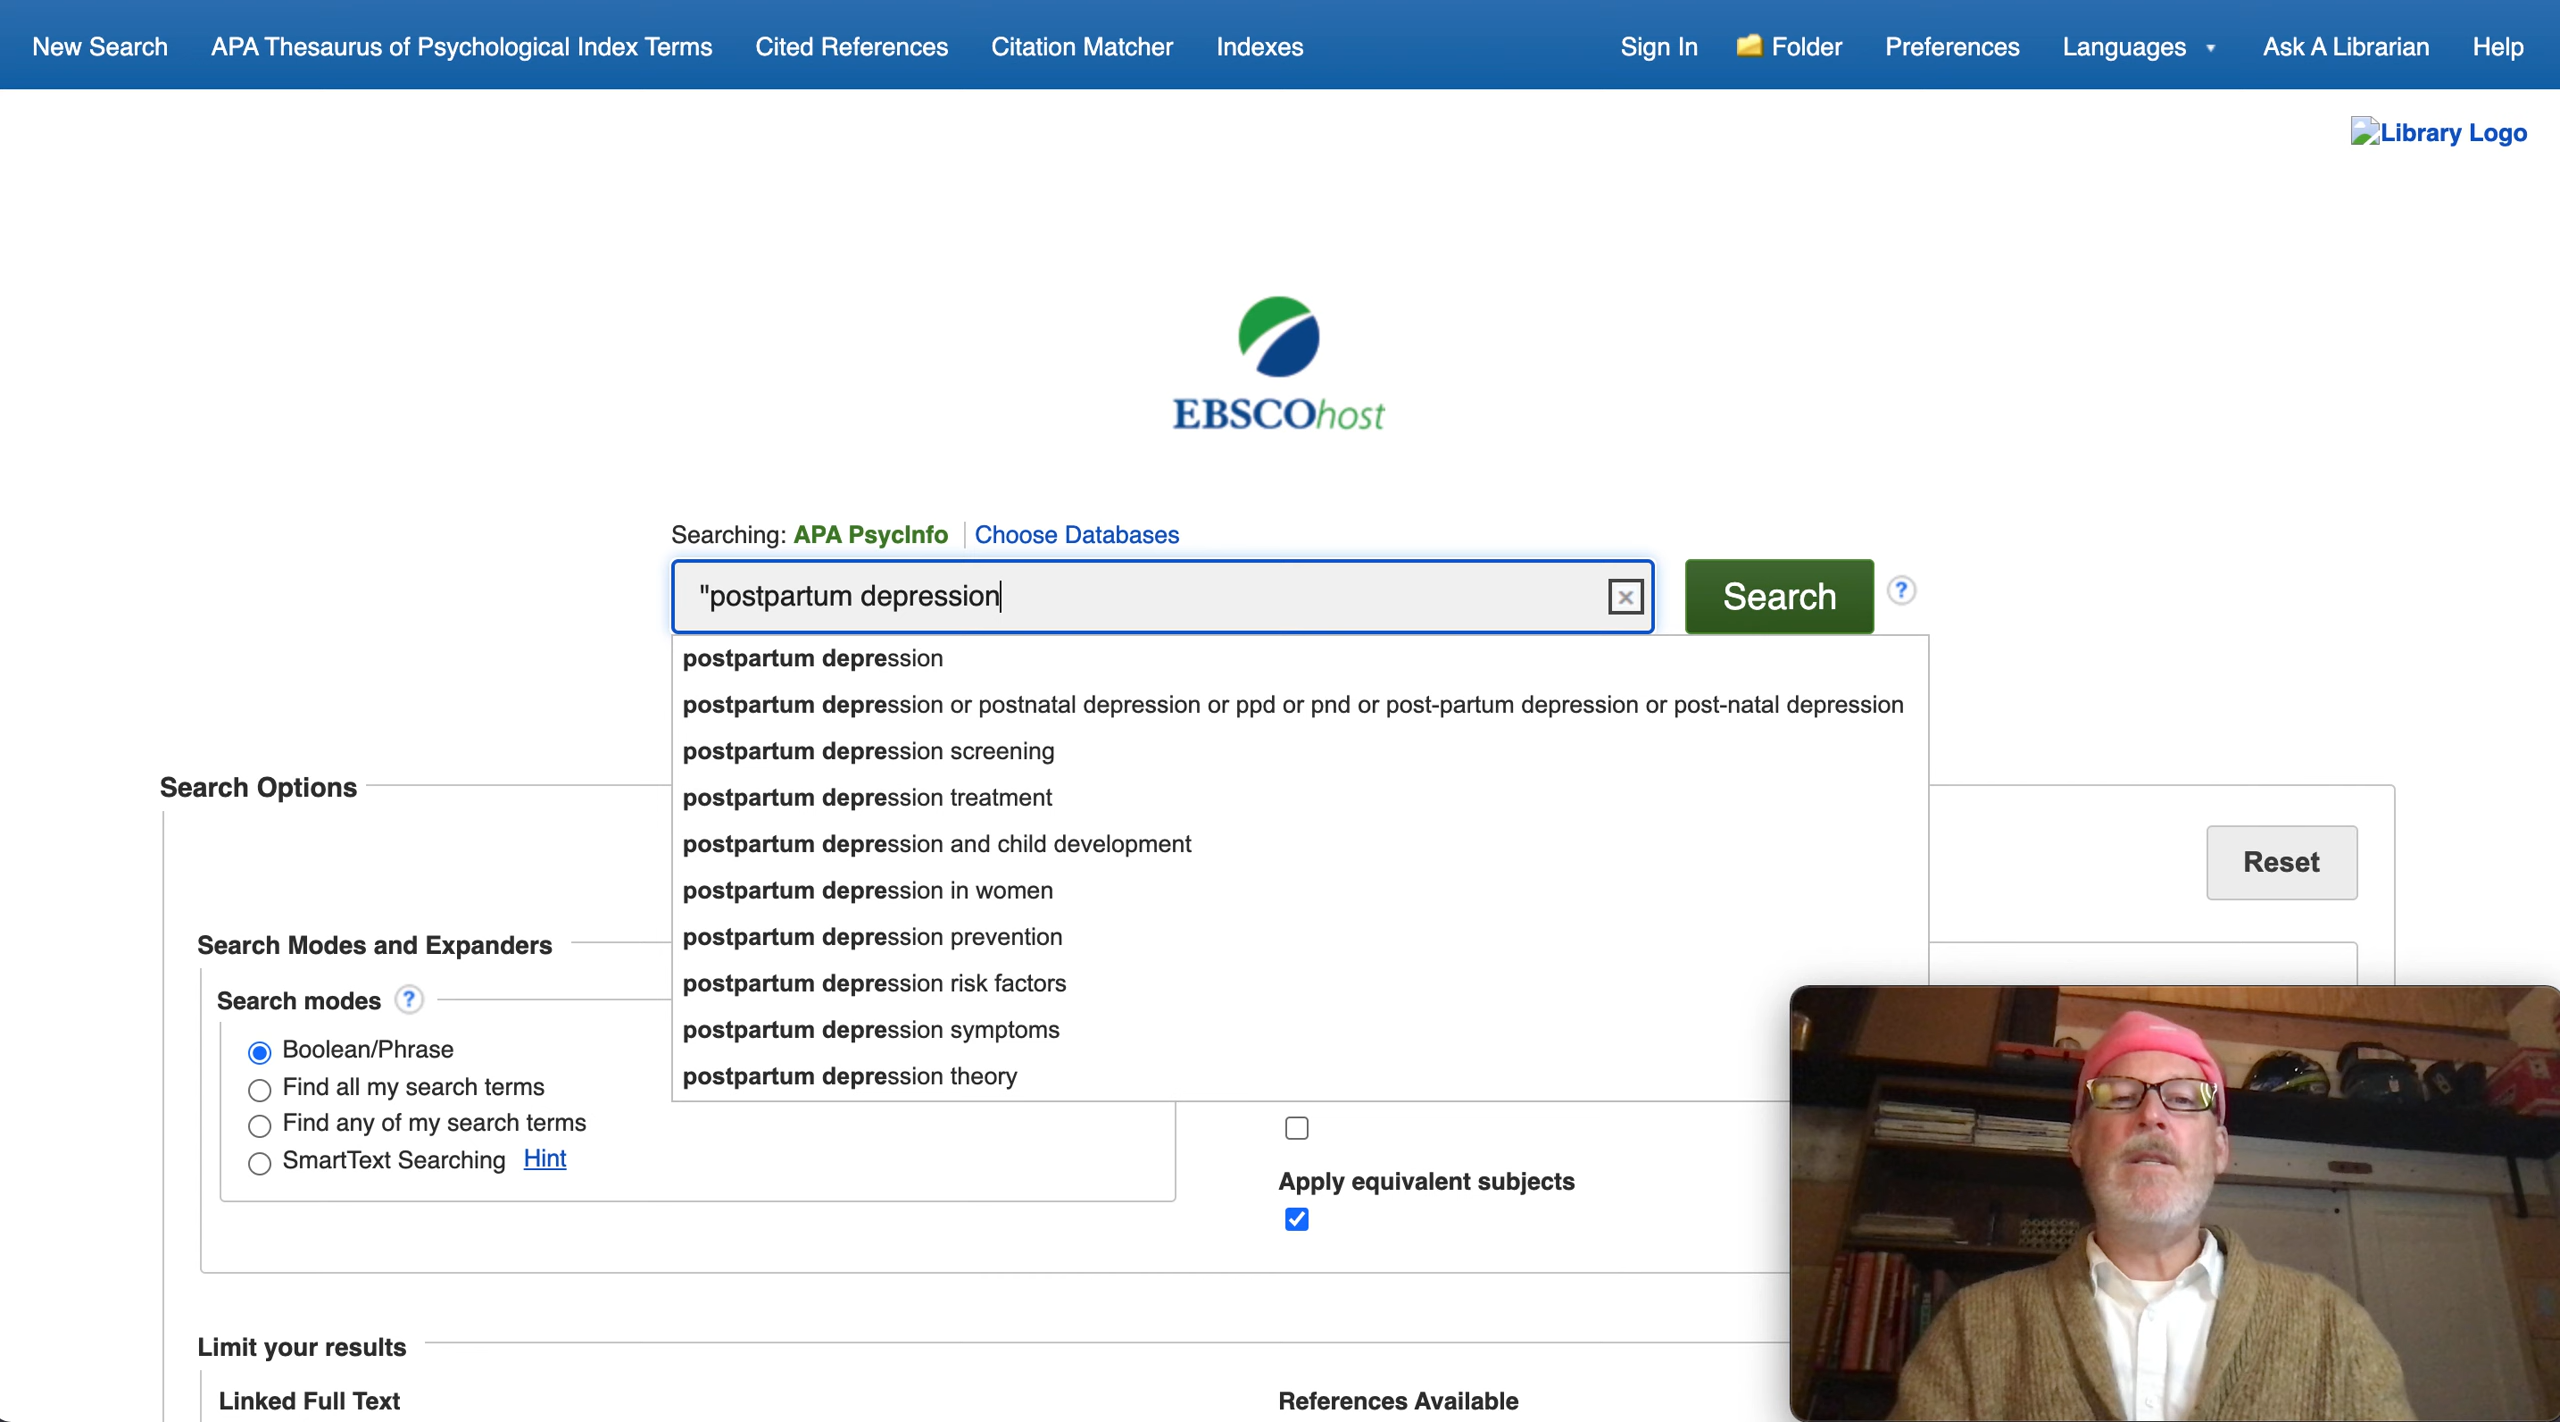 New Search APA Thesaurus of Psychological Index Terms Cited References Citation Matcher Indexes Sign In Folder Preferences Languages Ask A Librarian Help
Library Logo
EBSCOhost
Searching: APA PsycInfo Choose Databases
"postpartum depression
Search ?
postpartum depression
postpartum depression or postnatal depression or ppd or pnd or post-partum depression or post-natal depression
postpartum depression screening
postpartum depression treatment
postpartum depression and child development
postpartum depression in women
postpartum depression prevention
postpartum depression risk factors
postpartum depression symptoms
postpartum depression theory
Search Options
Reset
Search Modes and Expanders
Search modes ?
Boolean/Phrase
Find all my search terms
Find any of my search terms
SmartText Searching Hint
Apply equivalent subjects
Limit your results
Linked Full Text
References Available